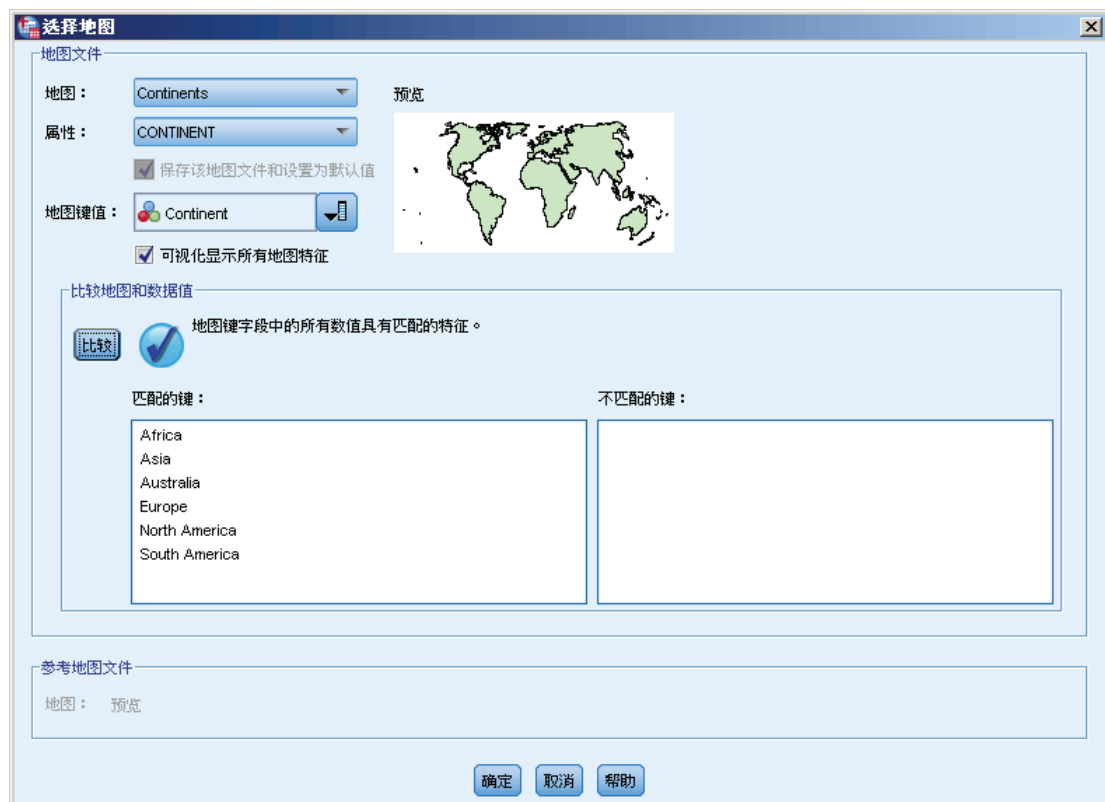 选择地图
地图文件
地图：
Continents
预览
属性：
CONTINENT
保存该地图文件和设置为默认值
地图键值：
Continent
可视化显示所有地图特征
比较地图和数据值
比较
地图键字段中的所有数值具有匹配的特征。
匹配的键：
不匹配的键：
Africa
Asia
Australia
Europe
North America
South America
参考地图文件
地图：
预览
确定
取消
帮助